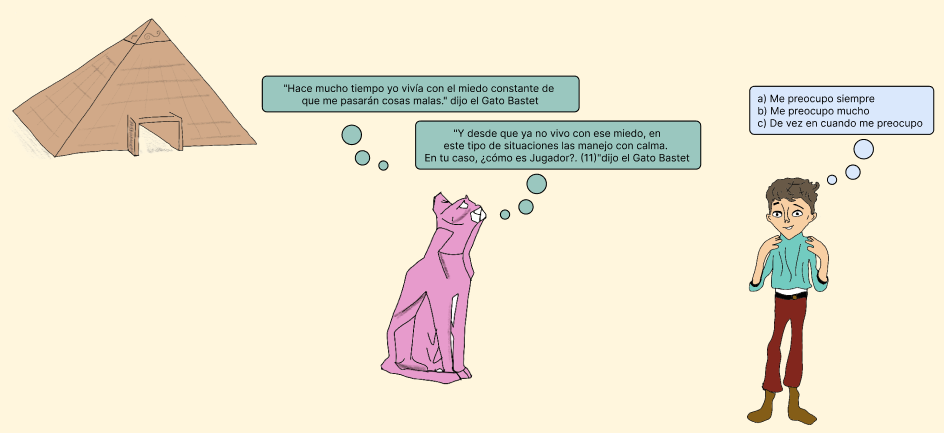 "Hace mucho tiempo yo vivía con el miedo constante de
que me pasarán cosas malas." dijo el Gato Bastet
"Y desde que ya no vivo con ese miedo, en
este tipo de situaciones las manejo con calma.
En tu caso, ¿cómo es Jugador?. (11)"dijo el Gato Bastet
a) Me preocupo siempre
b) Me preocupo mucho
c) De vez en cuando me preocupo